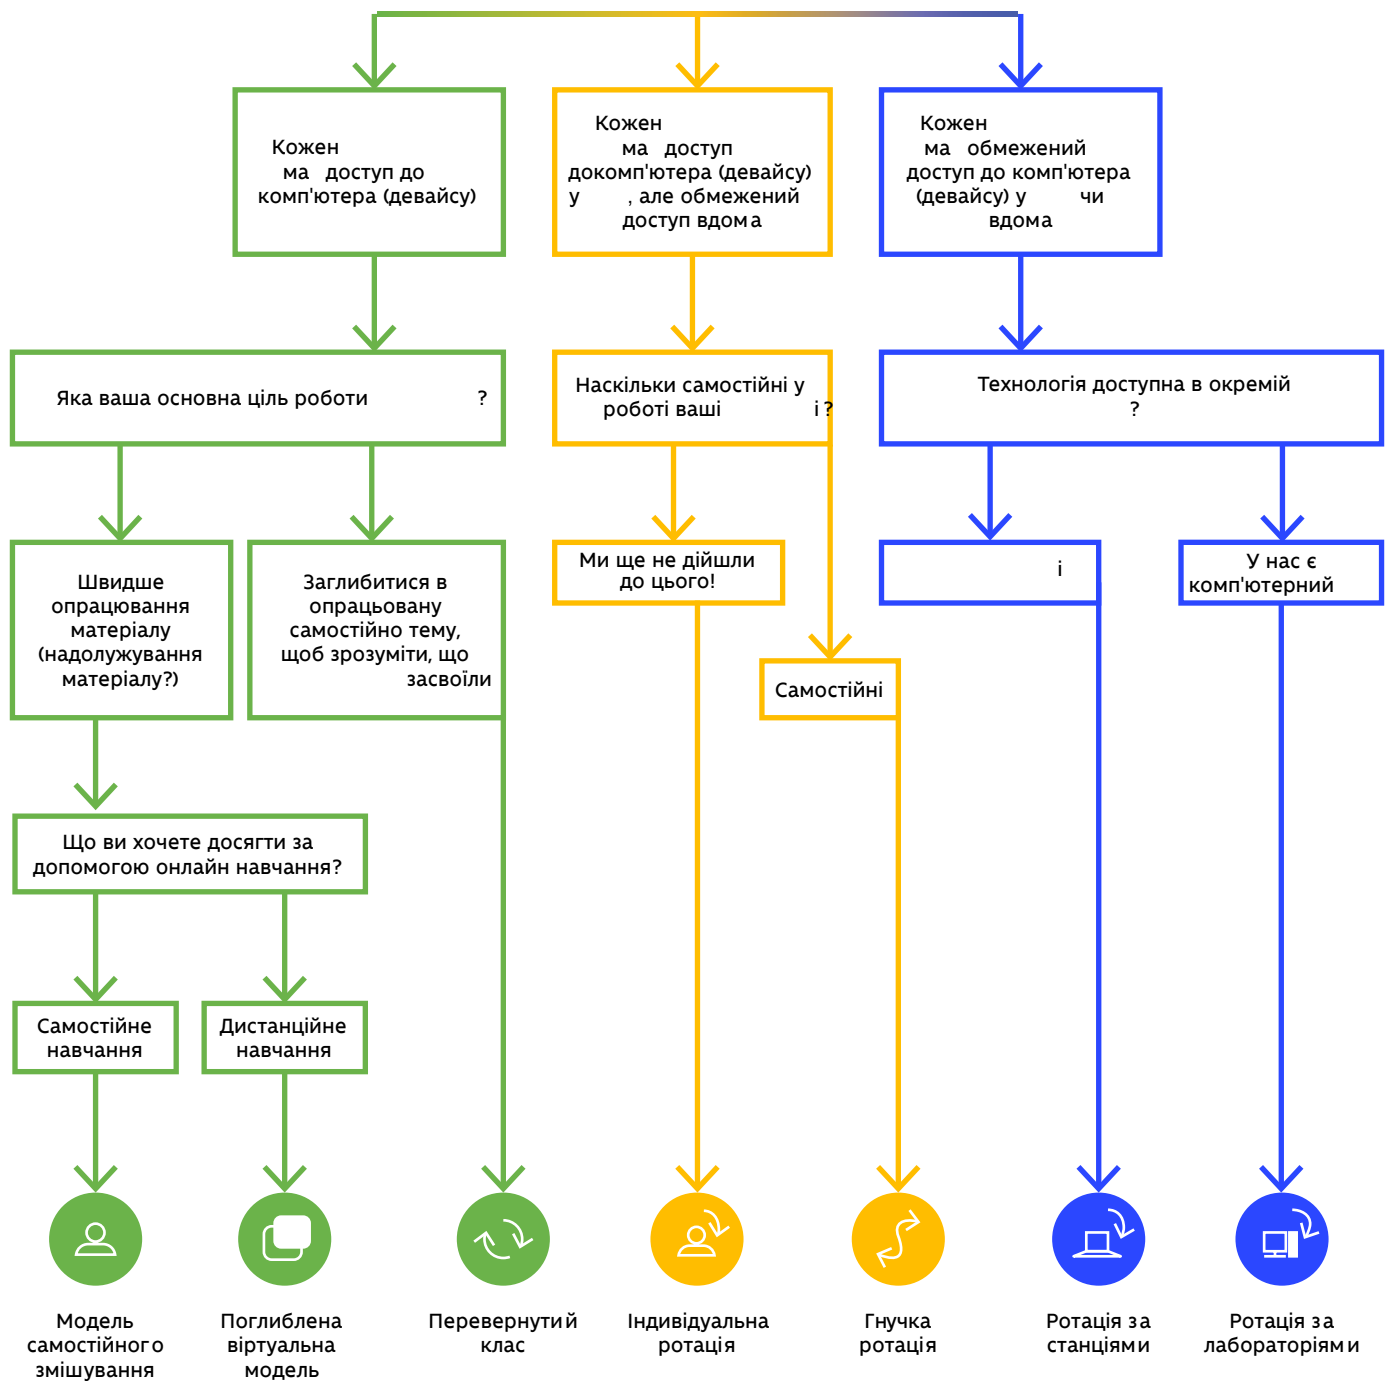 Кожен
ма доступ до
комп'ютера (девайсу)
Кожен
ма доступ
докомп'ютера (девайсу)
у , але обмежений
доступ вдома
Кожен
ма обмежений
доступ до комп'ютера
(девайсу) у чи
вдома
Яка ваша основна ціль роботи ?
Наскільки самостійні у
роботі ваші і ?
Технологія доступна в окремій
?
Швидше
опрацювання
матеріалу
(надолужування
матеріалу?)
Заглибитися в
опрацьовану
самостійно тему,
щоб зрозуміти, що
засвоїли
Ми ще не дійшли
до цього!
Самостійні
і
У нас є
комп'ютерний
Що ви хочете досягти за
допомогою онлайн навчання?
Самостійне
навчання
Дистанційне
навчання
Модель
самостійного
змішування
Поглиблена
віртуальна
модель
Перевернутий
клас
Індивідуальна
ротація
Гнучка
ротація
Ротація за
станціями
Ротація за
лабораторіями